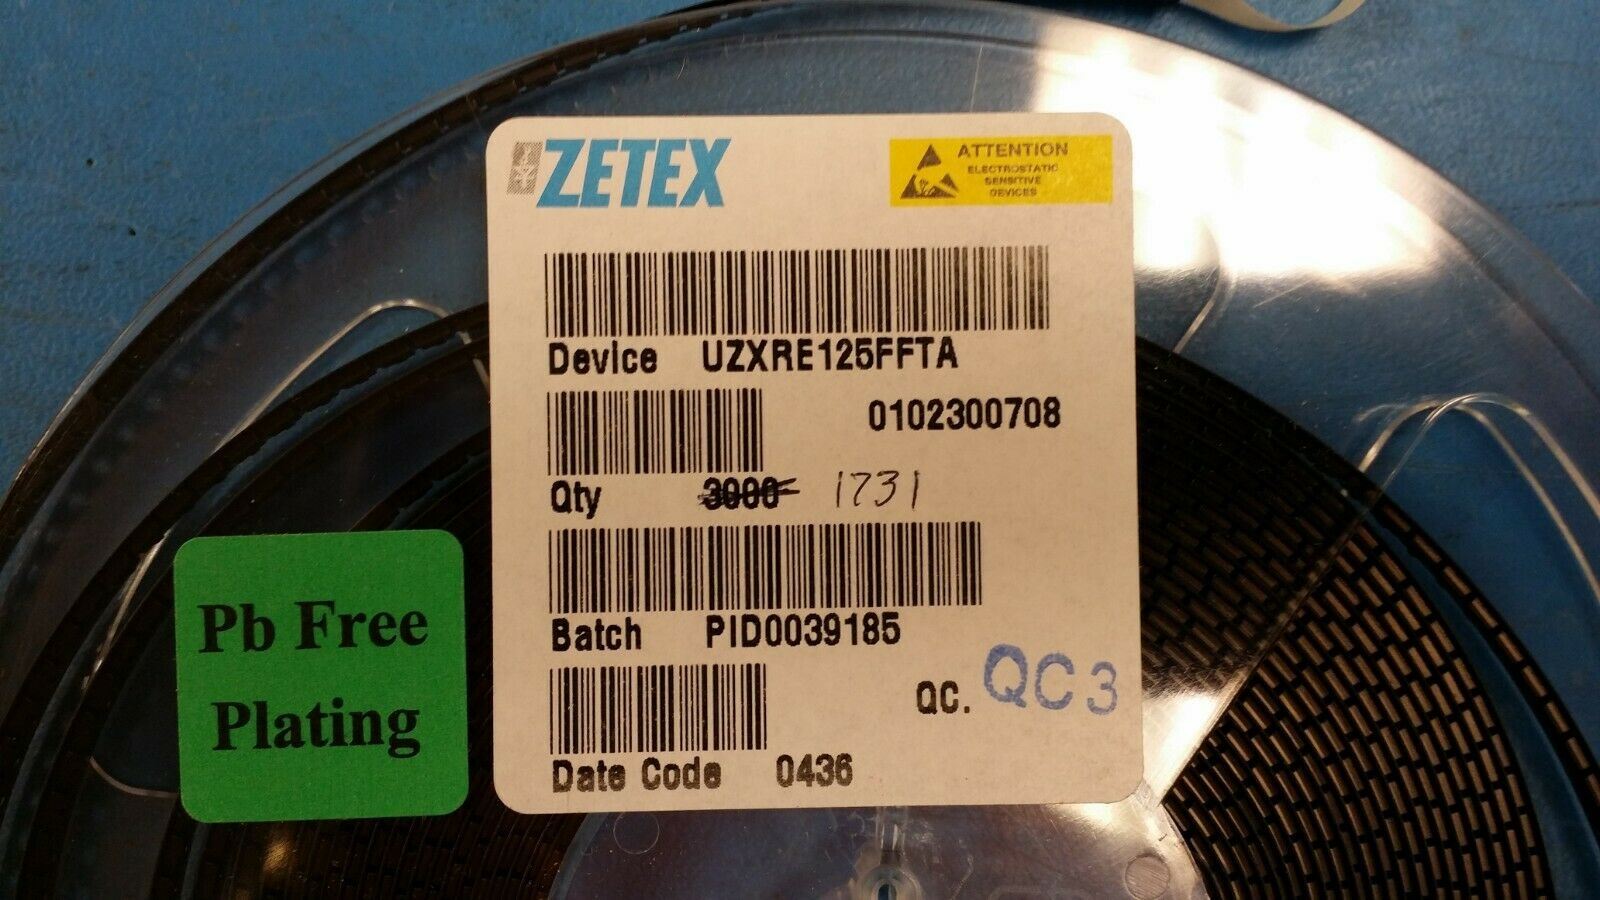 ZETEX
ATTENTION
ELECTROSTATIC
SENSITIVE
DEVICES
Device UZXRE125FFTA
0102300708
Qty 3000 1731
Batch PID0039185
QC. QC3
Date Code 0436
Pb Free
Plating